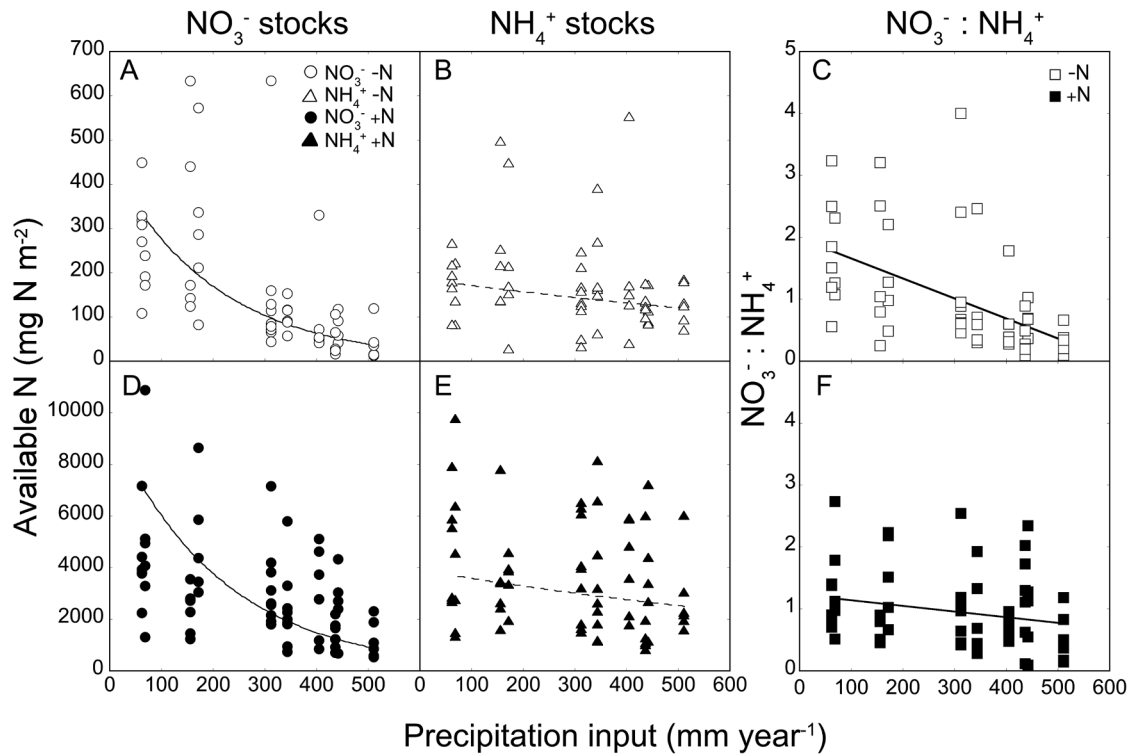 NO₃⁻ stocks
NH₄⁺ stocks
NO₃⁻ : NH₄⁺
Available N (mg N m⁻²)
A
○ NO₃⁻ -N
△ NH₄⁺ -N
● NO₃⁻ +N
▲ NH₄⁺ +N
700
600
500
400
300
200
100
0
B
C
□ -N
■ +N
5
4
3
2
1
0
NO₃⁻ : NH₄⁺
D
10000
8000
6000
4000
2000
0
0 100 200 300 400 500 600
E
100 200 300 400 500
F
4
3
2
1
0
0 100 200 300 400 500 600
Precipitation input (mm year⁻¹)